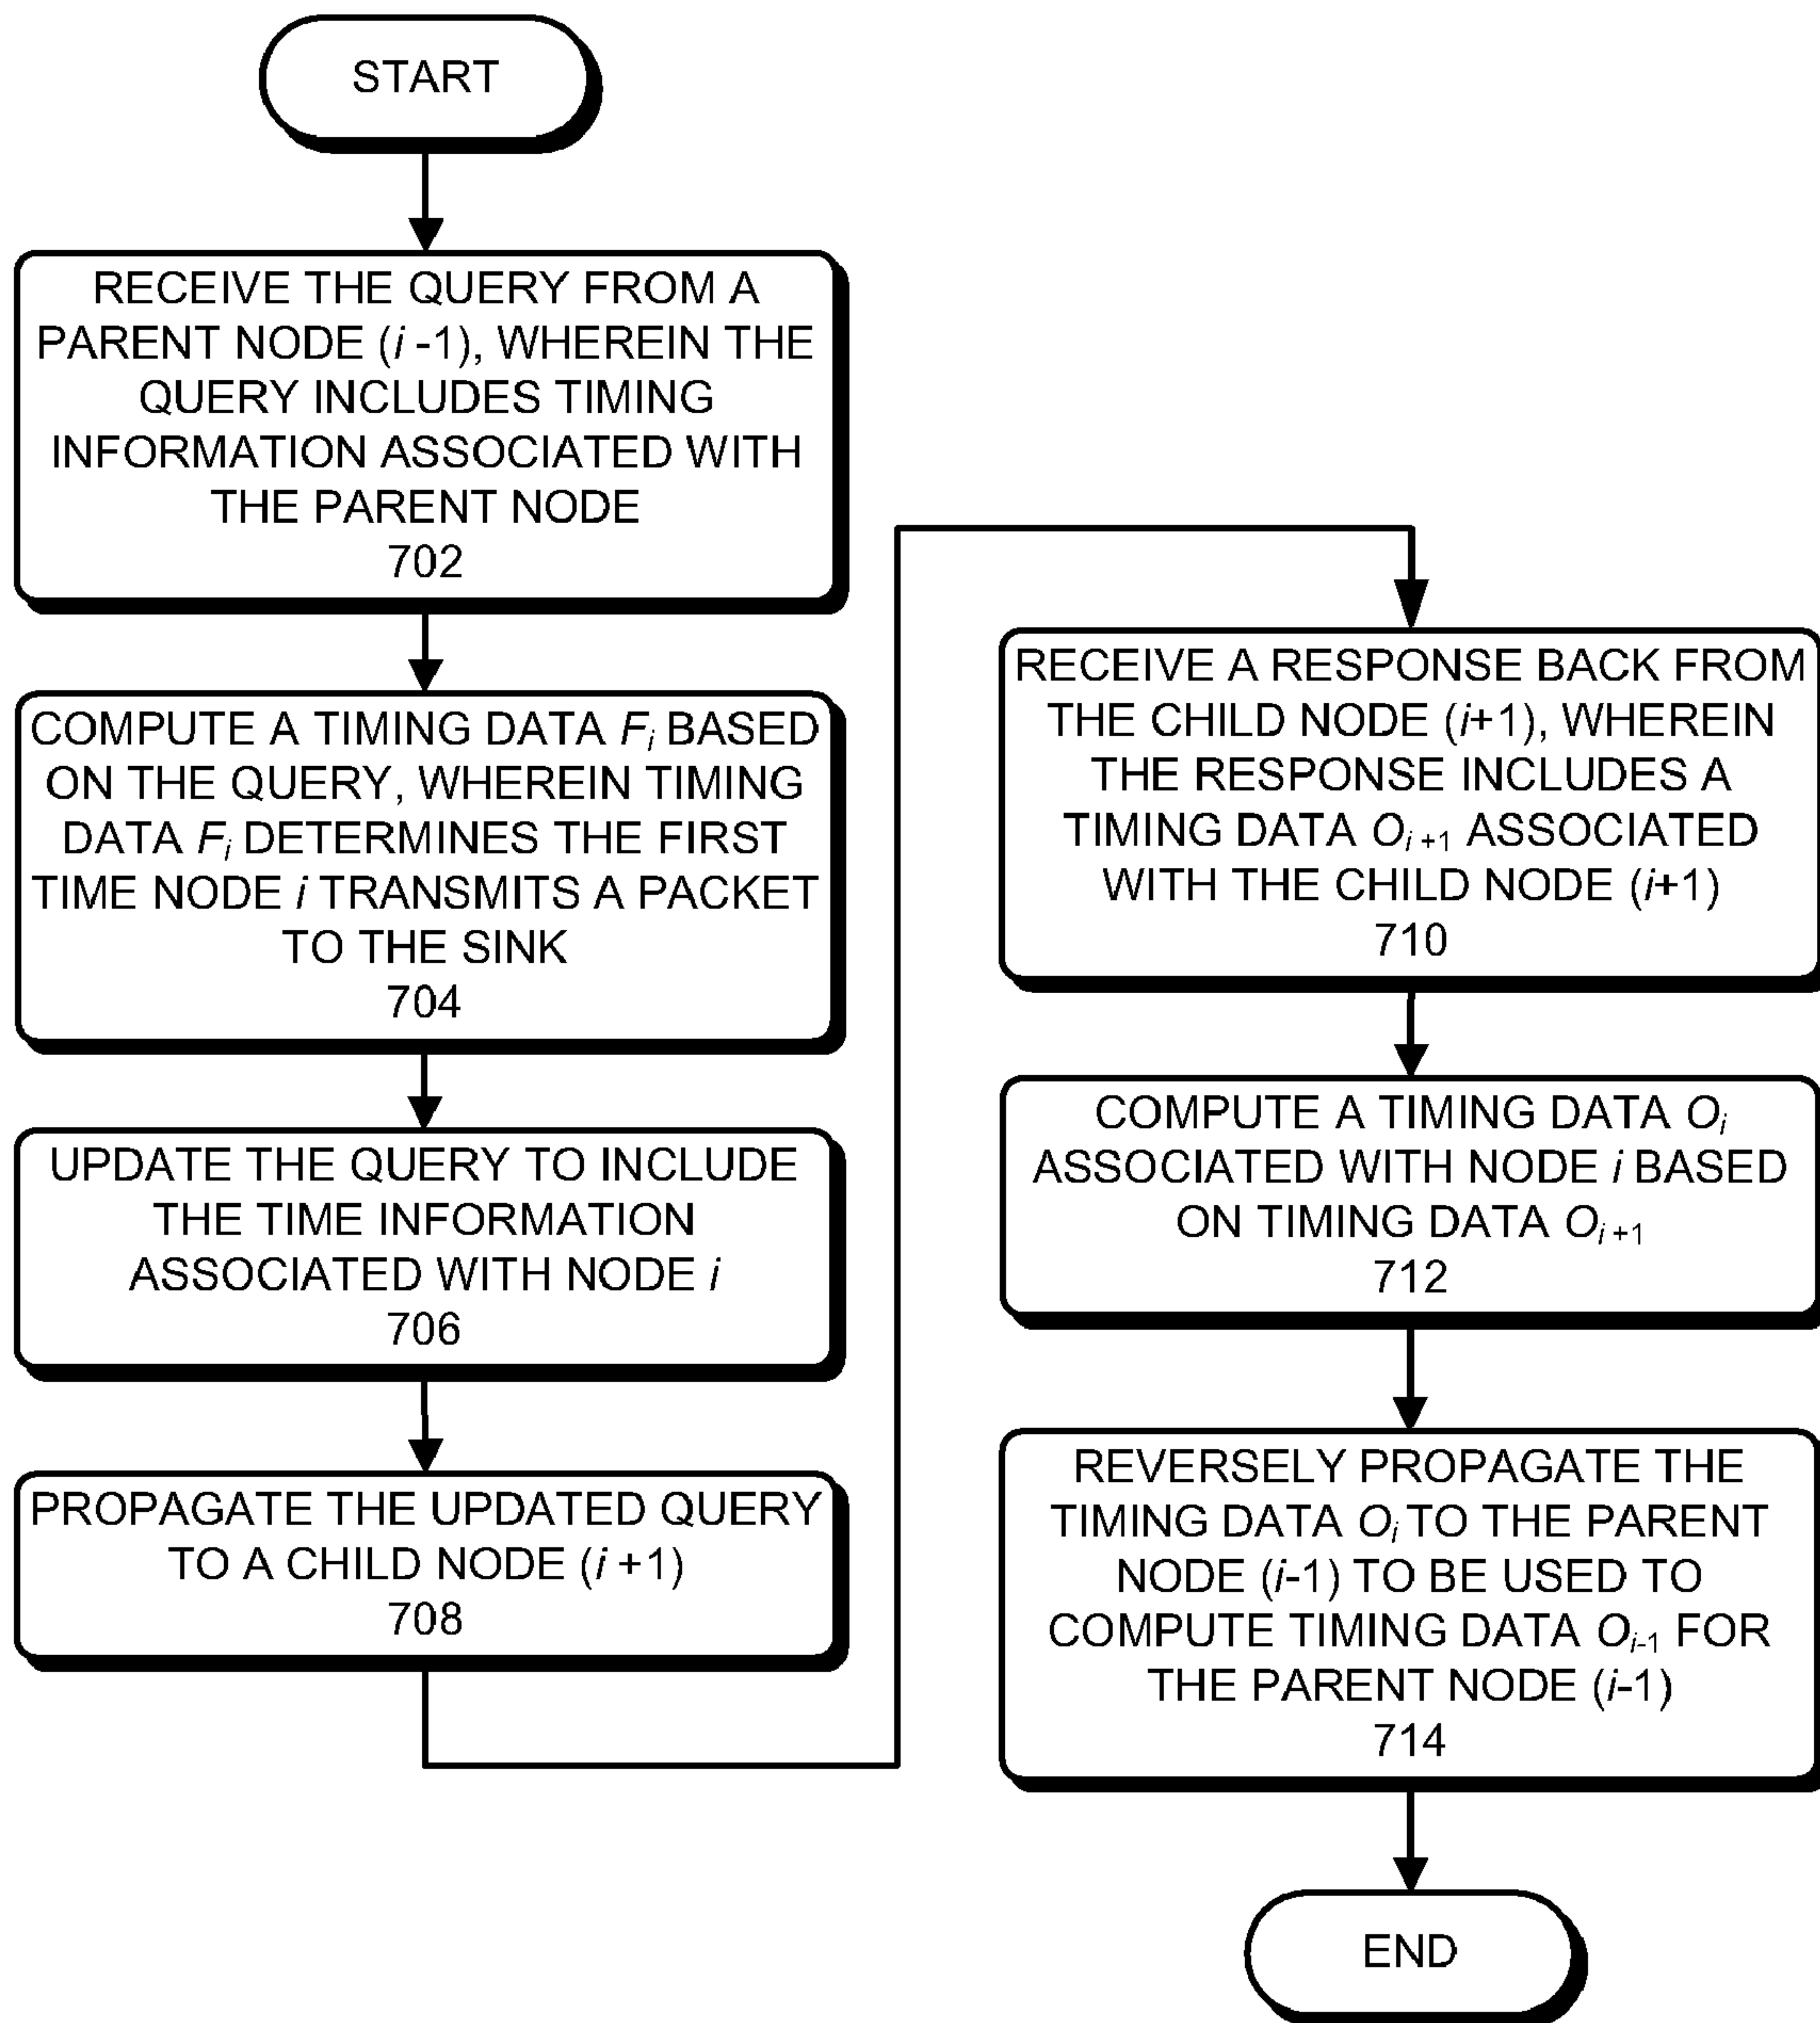 START
RECEIVE THE QUERY FROM A
PARENT NODE (i -1), WHEREIN THE
QUERY INCLUDES TIMING
INFORMATION ASSOCIATED WITH
THE PARENT NODE
702
COMPUTE A TIMING DATA Fi BASED
ON THE QUERY, WHEREIN TIMING
DATA Fi DETERMINES THE FIRST
TIME NODE i TRANSMITS A PACKET
TO THE SINK
704
UPDATE THE QUERY TO INCLUDE
THE TIME INFORMATION
ASSOCIATED WITH NODE i
706
PROPAGATE THE UPDATED QUERY
TO A CHILD NODE (i +1)
708
RECEIVE A RESPONSE BACK FROM
THE CHILD NODE (i+1), WHEREIN
THE RESPONSE INCLUDES A
TIMING DATA Oi +1 ASSOCIATED
WITH THE CHILD NODE (i+1)
710
COMPUTE A TIMING DATA Oi
ASSOCIATED WITH NODE i BASED
ON TIMING DATA Oi +1
712
REVERSELY PROPAGATE THE
TIMING DATA Oi TO THE PARENT
NODE (i-1) TO BE USED TO
COMPUTE TIMING DATA Oi-1 FOR
THE PARENT NODE (i-1)
714
END